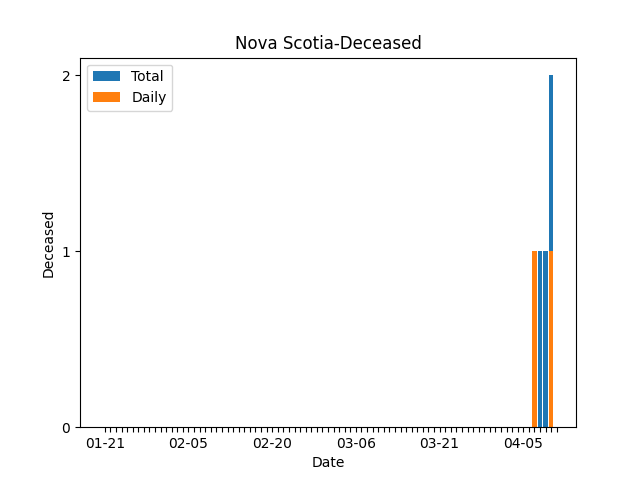 Nova Scotia-Deceased
Total
Daily
2
1
0
Deceased
01-21 02-05 02-20 03-06 03-21 04-05
Date